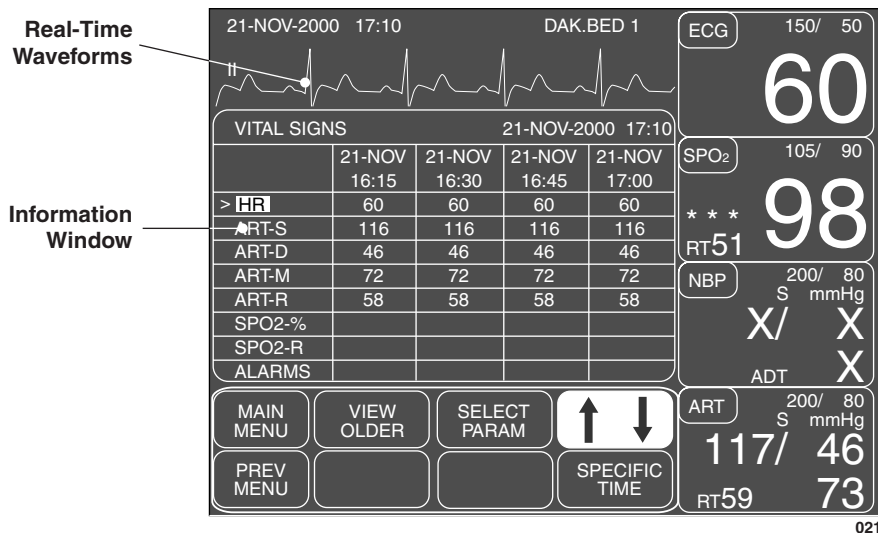 Real-Time
Waveforms
21-NOV-2000 17:10 DAK.BED 1
II
VITAL SIGNS 21-NOV-2000 17:10
21-NOV 21-NOV 21-NOV 21-NOV
16:15 16:30 16:45 17:00
> HR 60 60 60 60
ART-S 116 116 116 116
ART-D 46 46 46 46
ART-M 72 72 72 72
ART-R 58 58 58 58
SPO2-%
SPO2-R
ALARMS
Information
Window
MAIN
MENU
VIEW
OLDER
SELECT
PARAM
PREV
MENU
SPECIFIC
TIME
ECG 150/ 50
60
SPO2 105/ 90
* * * 98
RT51
NBP 200/ 80
S mmHg
X/ X
ADT X
ART 200/ 80
S mmHg
117/ 46
RT59 73
021